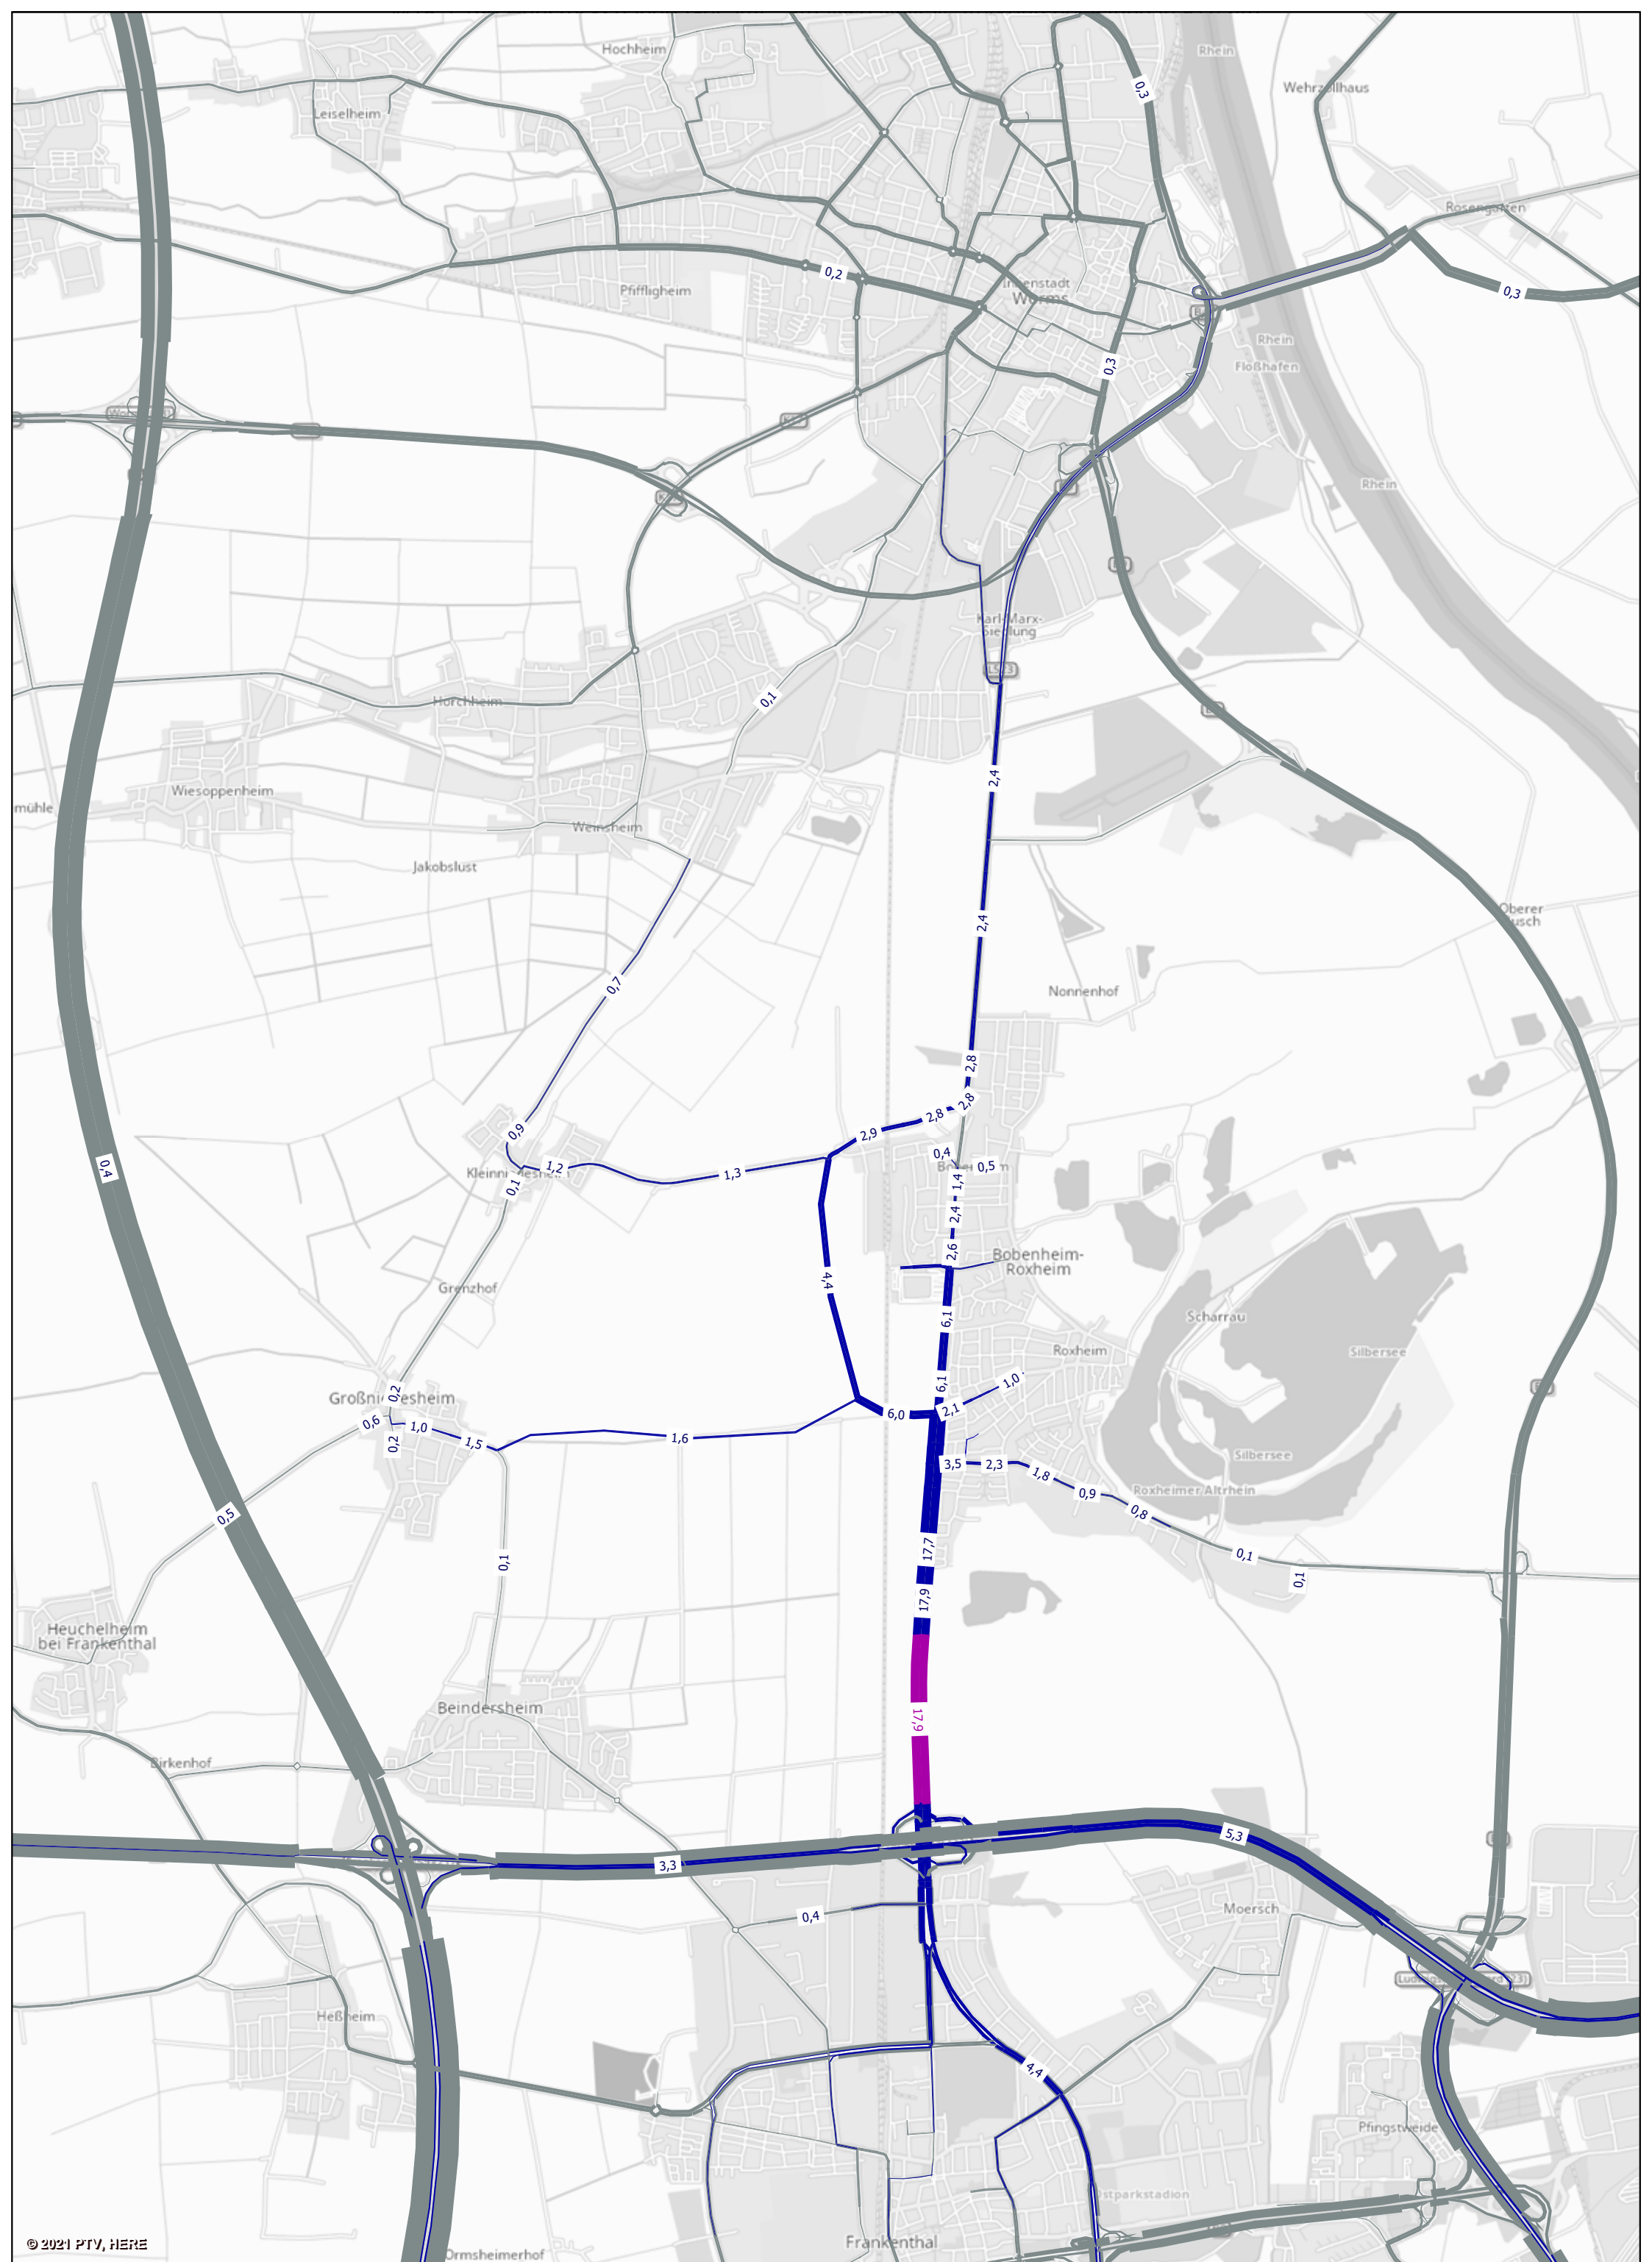 Hochheim
Rhein
Wehrzollhaus
Leiselheim
0,3
Rosengarten
0,2
Pfiffligheim
Innenstadt
Worms
0,3
Rhein
Floßhafen
0,3
Rhein
Karl-Marx-
Siedlung
Horchheim
0,1
Wiesoppenheim
2,4
emühle
Weinsheim
Jakobslust
2,4
Oberer
Busch
0,7
Nonnenhof
2,8
2,8
2,8
2,9
0,9
0,4
1,2
1,3
Kleinniedesheim
0,1
0,4
0,5
Bobenheim
1,4
2,4
2,6
Bobenheim-
Roxheim
4,4
Grenzhof
6,1
Scharrau
Roxheim
Silbersee
6,1
1,0
0,2
Großniedesheim
2,1
6,0
0,6
1,0
0,2
1,5
1,6
Silbersee
3,5
2,3
1,8
0,9
0,8
Roxheimer Altrhein
0,5
17,7
0,1
0,1
0,1
17,9
Heuchelheim
bei Frankenthal
Beindersheim
17,9
Birkenhof
5,3
3,3
0,4
Moersch
Heßheim
4,4
Pfingstweide
Ostparkstadion
Frankenthal
© 2021 PTV, HERE
Ormsheimerhof